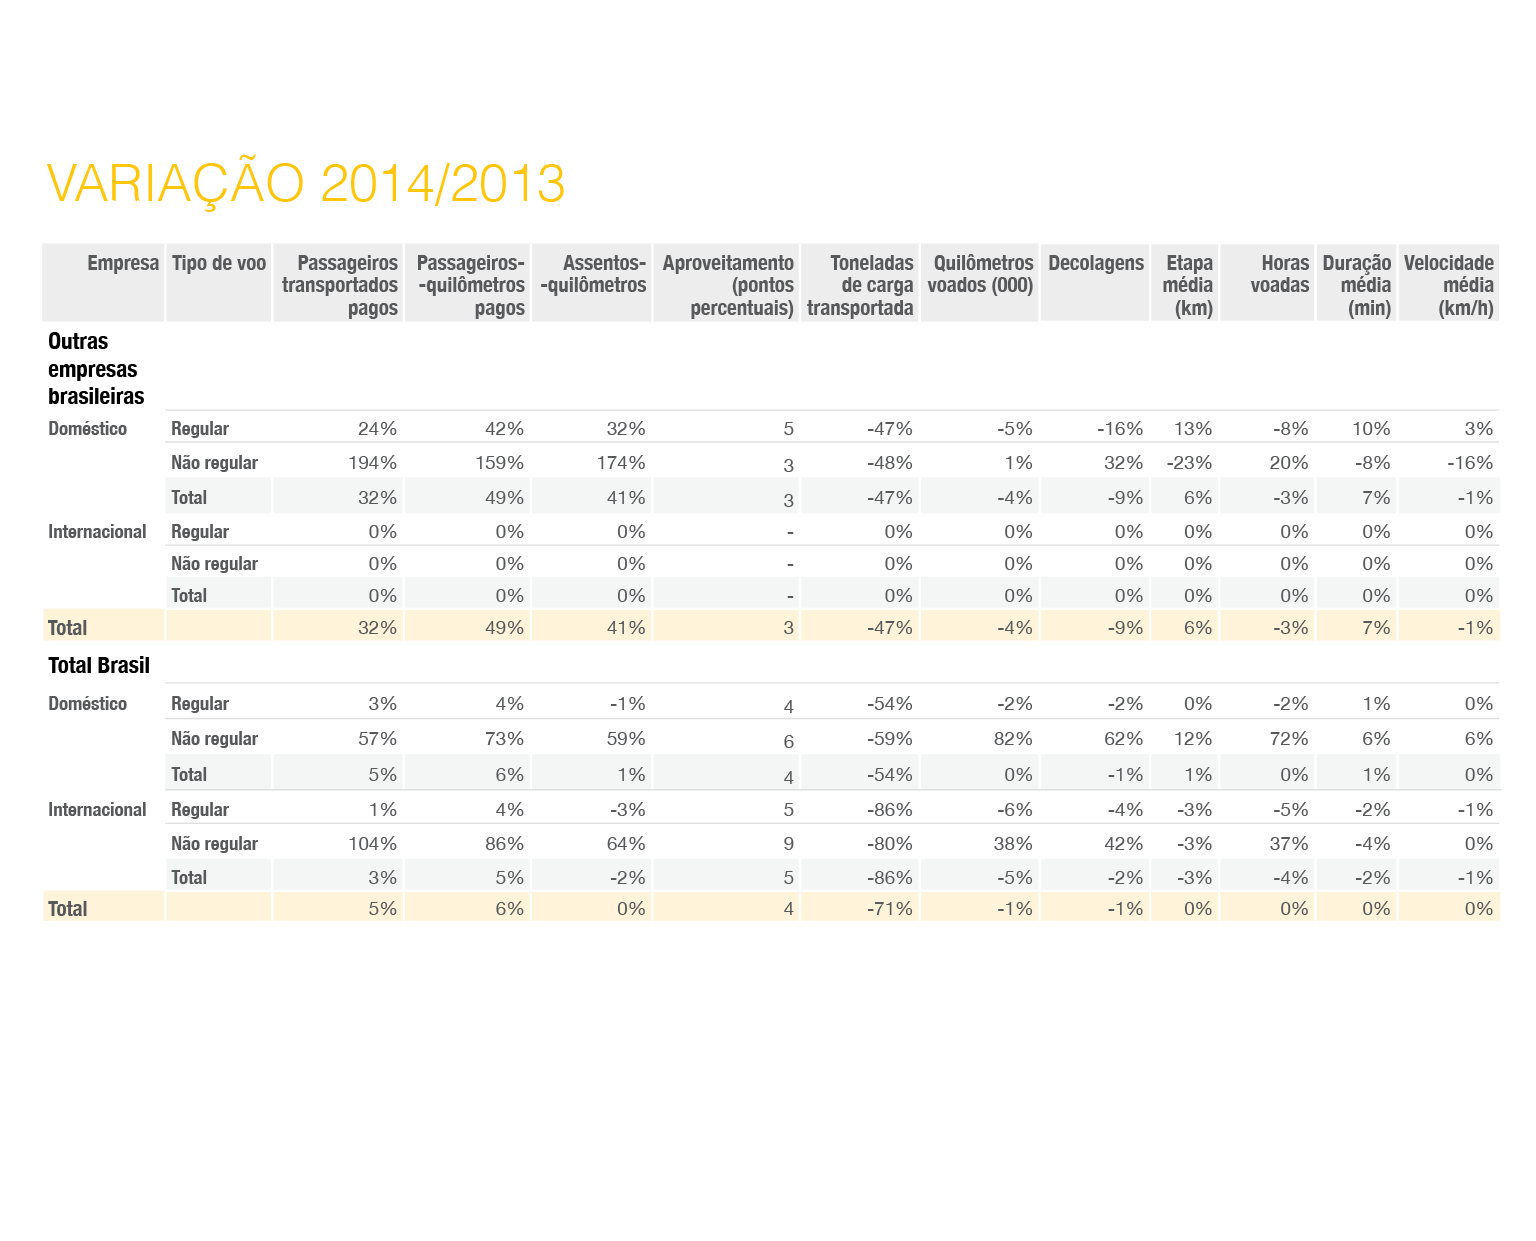 VARIAÇÃO 2014/2013
Empresa Tipo de voo Passageiros Passageiros- Assentos- Aproveitamento Toneladas Quilômetros Decolagens Etapa Horas Duração Velocidade
transportados -quilômetros -quilômetros (pontos de carga voados (000) média voadas média média
pagos pagos percentuais) transportada (km) (min) (km/h)
Outras
empresas
brasileiras
Doméstico Regular 24% 42% 32% 5 -47% -5% -16% 13% -8% 10% 3%
Não regular 194% 159% 174% 3 -48% 1% 32% -23% 20% -8% -16%
Total 32% 49% 41% 3 -47% -4% -9% 6% -3% 7% -1%
Internacional Regular 0% 0% 0% - 0% 0% 0% 0% 0% 0% 0%
Não regular 0% 0% 0% - 0% 0% 0% 0% 0% 0% 0%
Total 0% 0% 0% - 0% 0% 0% 0% 0% 0% 0%
Total 32% 49% 41% 3 -47% -4% -9% 6% -3% 7% -1%
Total Brasil
Doméstico Regular 3% 4% -1% 4 -54% -2% -2% 0% -2% 1% 0%
Não regular 57% 73% 59% 6 -59% 82% 62% 12% 72% 6% 6%
Total 5% 6% 1% 4 -54% 0% -1% 1% 0% 1% 0%
Internacional Regular 1% 4% -3% 5 -86% -6% -4% -3% -5% -2% -1%
Não regular 104% 86% 64% 9 -80% 38% 42% -3% 37% -4% 0%
Total 3% 5% -2% 5 -86% -5% -2% -3% -4% -2% -1%
Total 5% 6% 0% 4 -71% -1% -1% 0% 0% 0% 0%